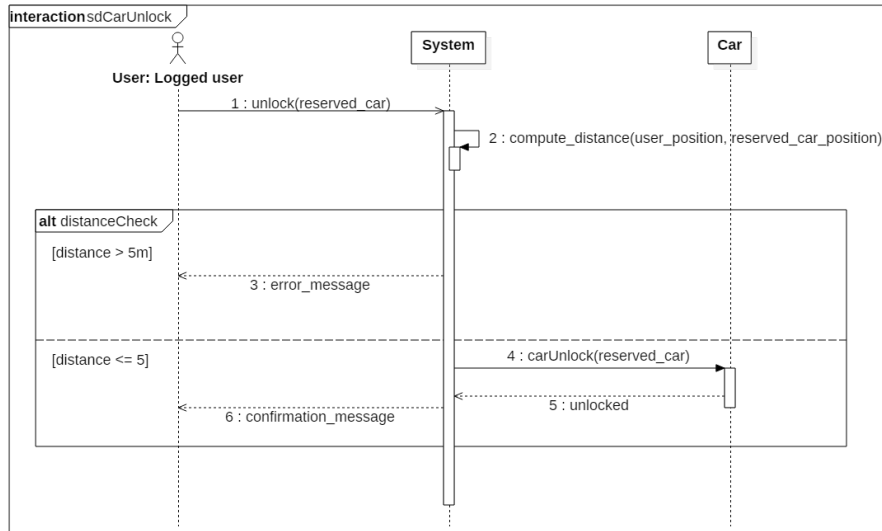 interaction sdCarUnlock
System
Car
User: Logged user
1 : unlock(reserved_car)
2 : compute_distance(user_position, reserved_car_position)
alt distanceCheck
[distance > 5m]
3 : error_message
[distance <= 5]
4 : carUnlock(reserved_car)
5 : unlocked
6 : confirmation_message